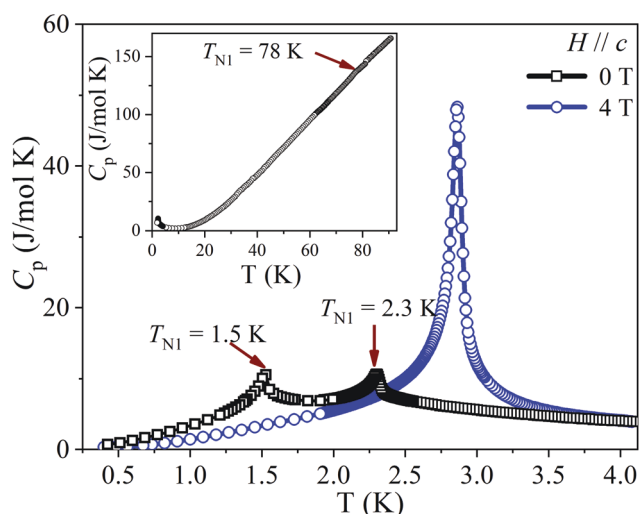 60
40
20
0
C_p (J/mol K)
0.5 1.0 1.5 2.0 2.5 3.0 3.5 4.0
T (K)
H // c
0 T
4 T
T_N1 = 1.5 K
T_N1 = 2.3 K
150
100
50
0
C_p (J/mol K)
T_N1 = 78 K
0 20 40 60 80
T (K)